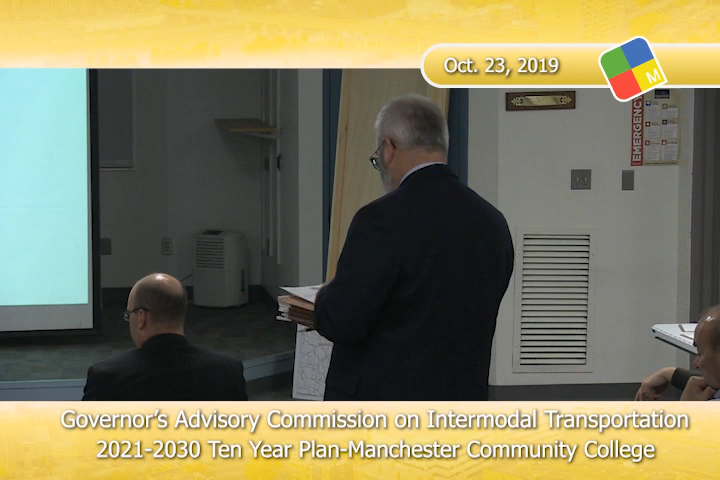 Oct. 23, 2019
M
EMERGENCY
Governor's Advisory Commission on Intermodal Transportation
2021-2030 Ten Year Plan-Manchester Community College